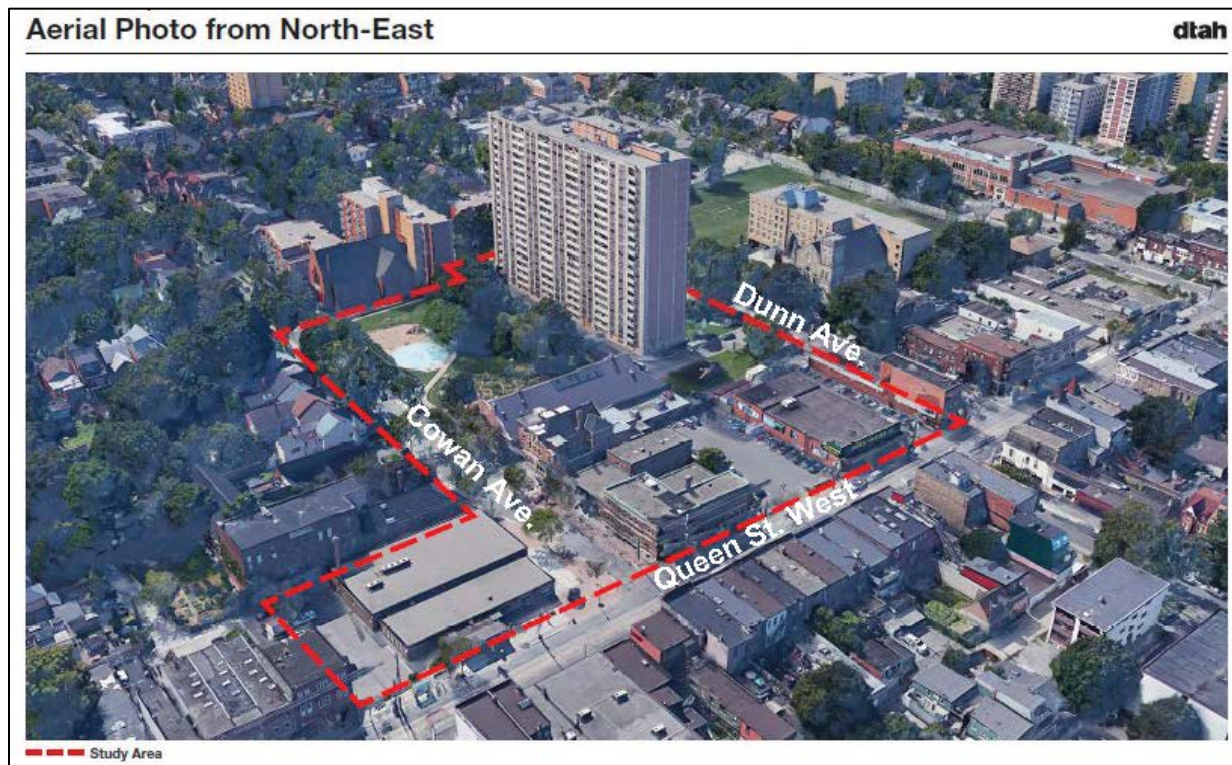 Aerial Photo from North-East
dtah
Dunn Ave.
Cowan Ave.
Queen St. West
Study Area